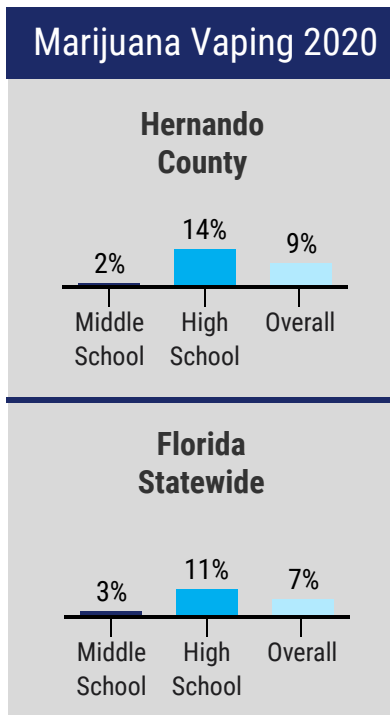 Marijuana Vaping 2020
Hernando
County
2%
14%
9%
Middle
School
High
School
Overall
Florida
Statewide
3%
11%
7%
Middle
School
High
School
Overall